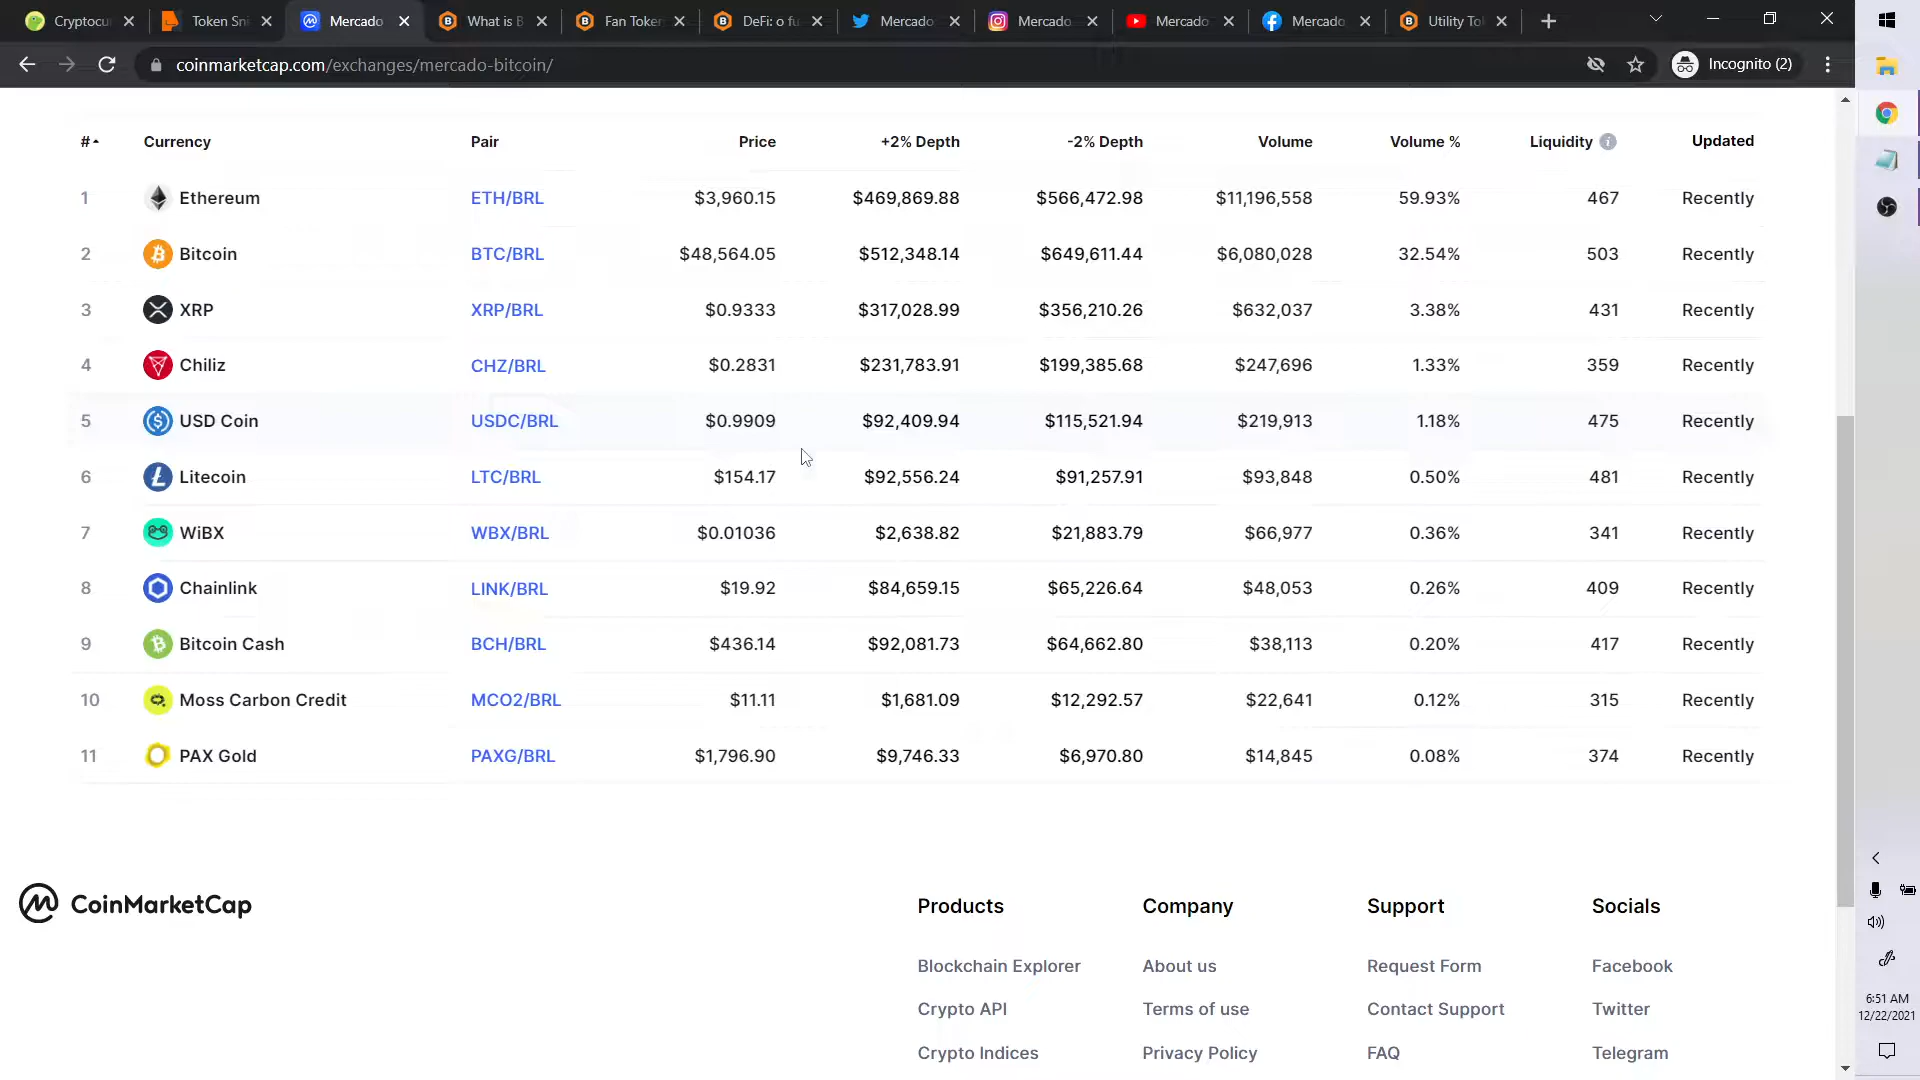 Cryptocu
Token Sni
Mercado
What is B
Fan Token
DeFi: o fu
Mercado
Mercado
Mercado
Mercado
Utility To
coinmarketcap.com/exchanges/mercado-bitcoin/
Incognito (2)
# Currency Pair Price +2% Depth -2% Depth Volume Volume % Liquidity Updated
1 Ethereum ETH/BRL $3,960.15 $469,869.88 $566,472.98 $11,196,558 59.93% 467 Recently
2 Bitcoin BTC/BRL $48,564.05 $512,348.14 $649,611.44 $6,080,028 32.54% 503 Recently
3 XRP XRP/BRL $0.9333 $317,028.99 $356,210.26 $632,037 3.38% 431 Recently
4 Chiliz CHZ/BRL $0.2831 $231,783.91 $199,385.68 $247,696 1.33% 359 Recently
5 USD Coin USDC/BRL $0.9909 $92,409.94 $115,521.94 $219,913 1.18% 475 Recently
6 Litecoin LTC/BRL $154.17 $92,556.24 $91,257.91 $93,848 0.50% 481 Recently
7 WiBX WBX/BRL $0.01036 $2,638.82 $21,883.79 $66,977 0.36% 341 Recently
8 Chainlink LINK/BRL $19.92 $84,659.15 $65,226.64 $48,053 0.26% 409 Recently
9 Bitcoin Cash BCH/BRL $436.14 $92,081.73 $64,662.80 $38,113 0.20% 417 Recently
10 Moss Carbon Credit MCO2/BRL $11.11 $1,681.09 $12,292.57 $22,641 0.12% 315 Recently
11 PAX Gold PAXG/BRL $1,796.90 $9,746.33 $6,970.80 $14,845 0.08% 374 Recently
CoinMarketCap
Products Company Support Socials
Blockchain Explorer About us Request Form Facebook
Crypto API Terms of use Contact Support Twitter
Crypto Indices Privacy Policy FAQ Telegram
6:51 AM
12/22/2021